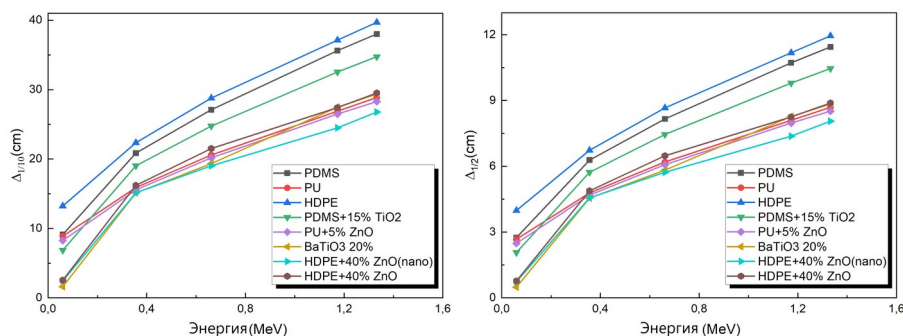 40
30
20
10
0
Δ1/10(cm)
PDMS
PU
HDPE
PDMS+15% TiO2
PU+5% ZnO
BaTiO3 20%
HDPE+40% ZnO(nano)
HDPE+40% ZnO
0,0 0,4 0,8 1,2 1,6
Энергия(MeV)
12
9
6
3
0
Δ1/2(cm)
PDMS
PU
HDPE
PDMS+15% TiO2
PU+5% ZnO
BaTiO3 20%
HDPE+40% ZnO(nano)
HDPE+40% ZnO
0,0 0,4 0,8 1,2 1,6
Энергия(MeV)